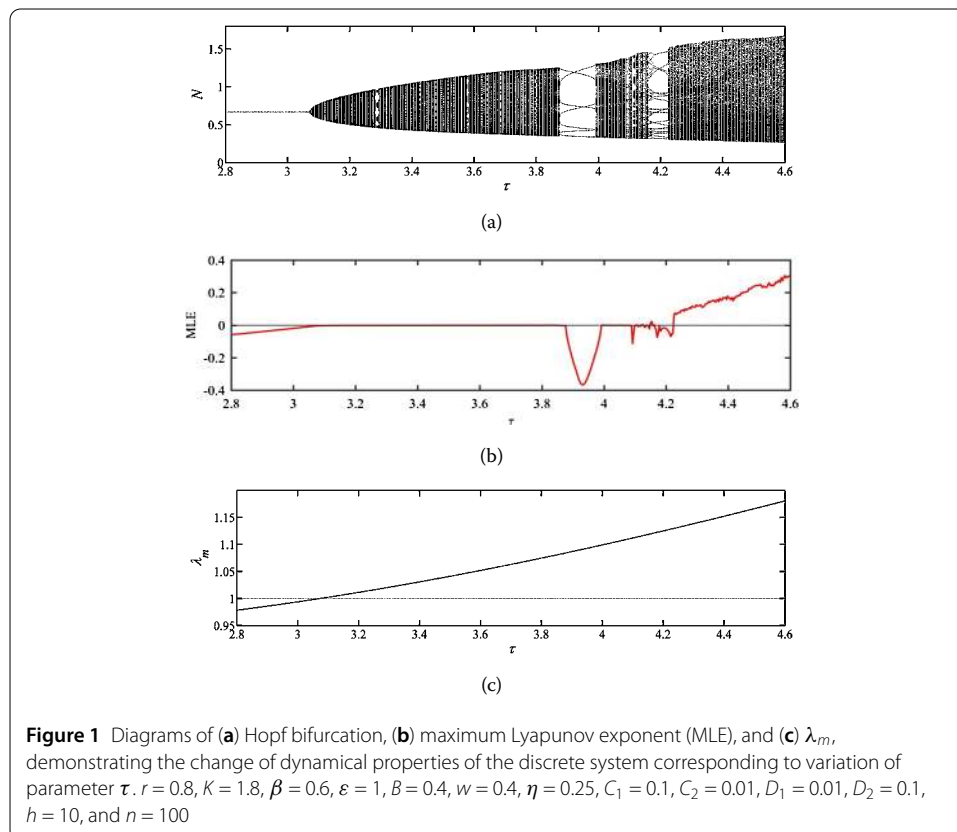 1.5
1
0.5
0
N
2.8 3 3.2 3.4 3.6 3.8 4 4.2 4.4 4.6
τ
(a)
0.4
0.2
0
-0.2
-0.4
MLE
2.8 3 3.2 3.4 3.6 3.8 4 4.2 4.4 4.6
τ
(b)
1.15
1.1
1.05
1
0.95
λm
2.8 3 3.2 3.4 3.6 3.8 4 4.2 4.4 4.6
τ
(c)
Figure 1 Diagrams of (a) Hopf bifurcation, (b) maximum Lyapunov exponent (MLE), and (c) λm,
demonstrating the change of dynamical properties of the discrete system corresponding to variation of
parameter τ. r = 0.8, K = 1.8, β = 0.6, ε = 1, B = 0.4, w = 0.4, η = 0.25, C1 = 0.1, C2 = 0.01, D1 = 0.01, D2 = 0.1,
h = 10, and n = 100